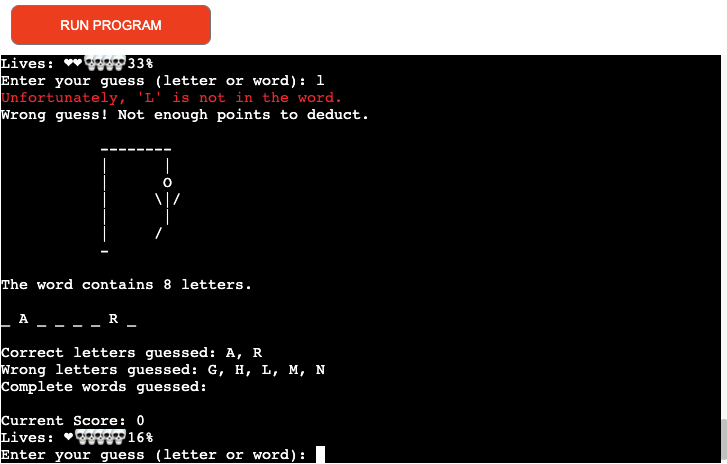 RUN PROGRAM
Lives: ❤❤💀💀💀💀33%
Enter your guess (letter or word): l
Unfortunately, 'L' is not in the word.
Wrong guess! Not enough points to deduct.
--------
|      |
|      O
|     \|/
|      |
|     /
-
The word contains 8 letters.
_ A _ _ _ _ R _
Correct letters guessed: A, R
Wrong letters guessed: G, H, L, M, N
Complete words guessed:
Current Score: 0
Lives: ❤💀💀💀💀💀16%
Enter your guess (letter or word):